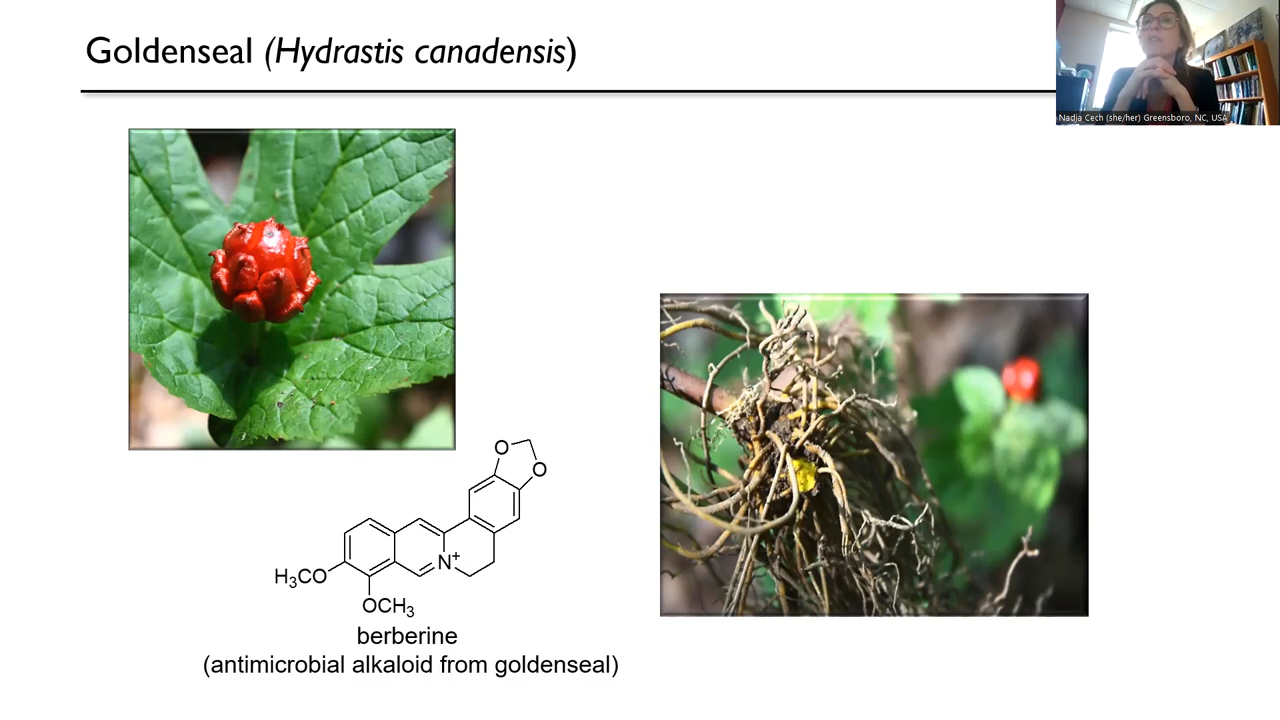 Goldenseal (Hydrastis canadensis)
Nadja Cech (she/her) Greensboro, NC, USA
O
O
N+
H3CO
OCH3
berberine
(antimicrobial alkaloid from goldenseal)